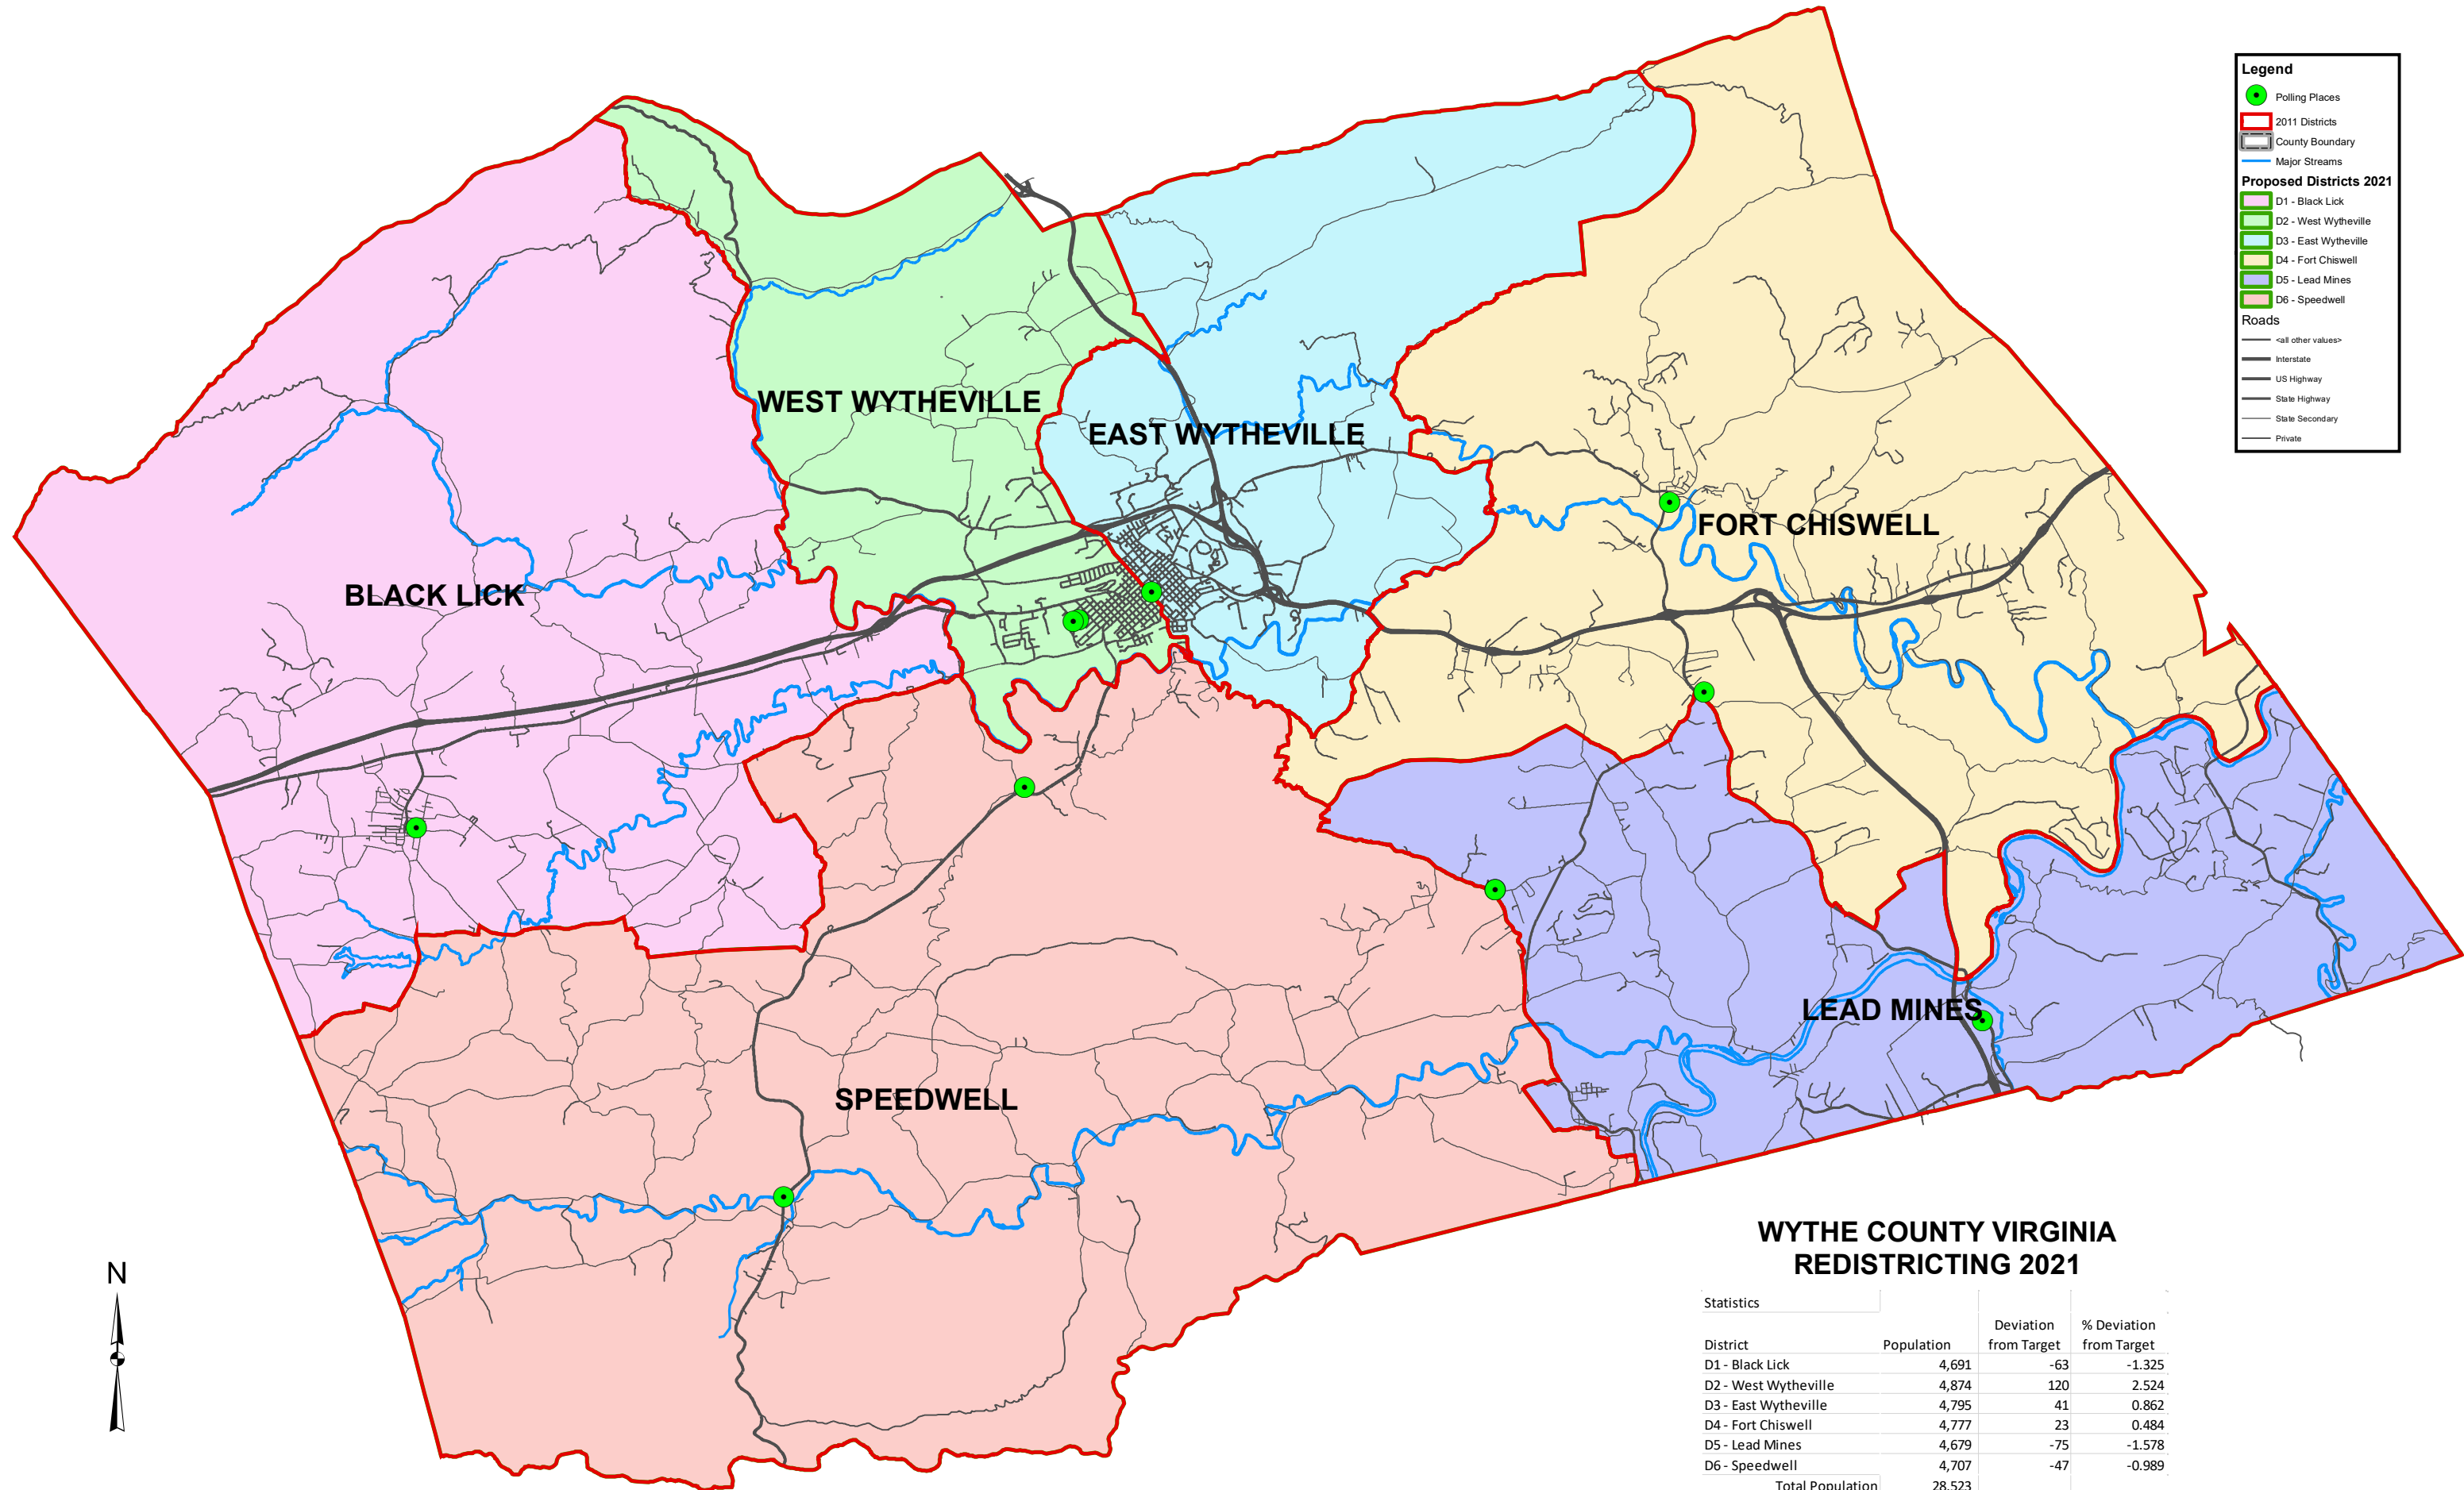 Legend
Polling Places
2011 Districts
County Boundary
Major Streams
Proposed Districts 2021
D1 - Black Lick
D2 - West Wytheville
D3 - East Wytheville
D4 - Fort Chiswell
D5 - Lead Mines
D6 - Speedwell
Roads
<all other values>
Interstate
US Highway
State Highway
State Secondary
Private
WEST WYTHEVILLE
EAST WYTHEVILLE
FORT CHISWELL
BLACK LICK
LEAD MINES
SPEEDWELL
N
WYTHE COUNTY VIRGINIA
REDISTRICTING 2021
Statistics
Deviation % Deviation
District Population from Target from Target
D1 - Black Lick 4,691 -63 -1.325
D2 - West Wytheville 4,874 120 2.524
D3 - East Wytheville 4,795 41 0.862
D4 - Fort Chiswell 4,777 23 0.484
D5 - Lead Mines 4,679 -75 -1.578
D6 - Speedwell 4,707 -47 -0.989
Total Population 28,523